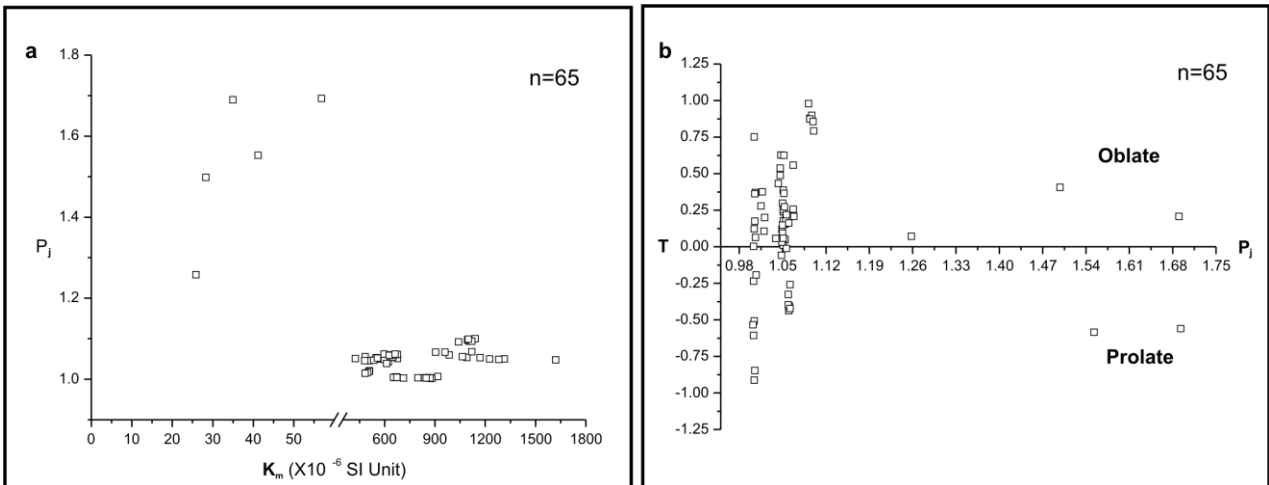 a
n=65
1.8
1.6
1.4
1.2
1.0
Pj
0 10 20 30 40 50 600 900 1200 1500 1800
Km (X10 -6 SI Unit)
b
n=65
1.25
1.00
0.75
0.50
0.25
0.00
-0.25
-0.50
-0.75
-1.00
-1.25
T
Oblate
Pj
0.98 1.05 1.12 1.19 1.26 1.33 1.40 1.47 1.54 1.61 1.68 1.75
Prolate